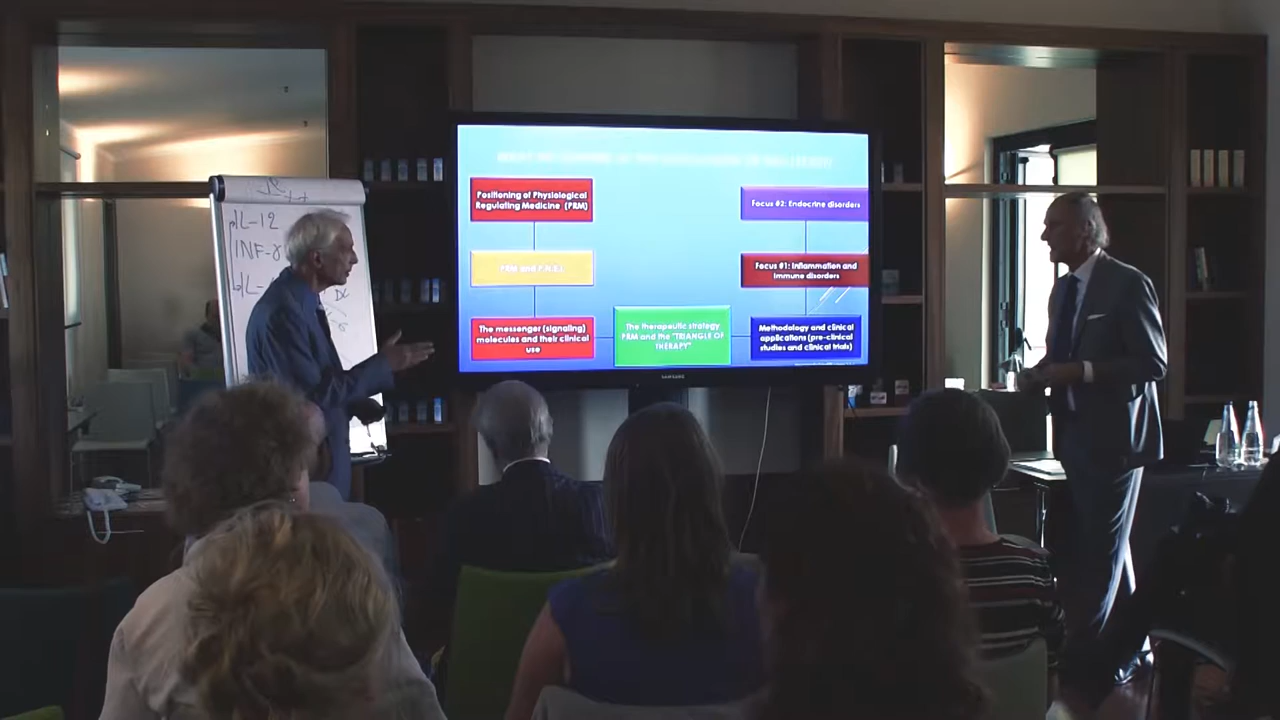 Positioning of Physiological
Regulating Medicine (PRM)
PRM and P.N.E.I.
The messenger (signaling)
molecules and their clinical
use
The therapeutic strategy
PRM and the "TRIANGLE OF
THERAPY"
Focus #2: Endocrine disorders
Focus #1: Inflammation and
immune disorders
Methodology and clinical
applications (pre-clinical
studies and clinical trials)
SAMSUNG
IL-12
INF-γ